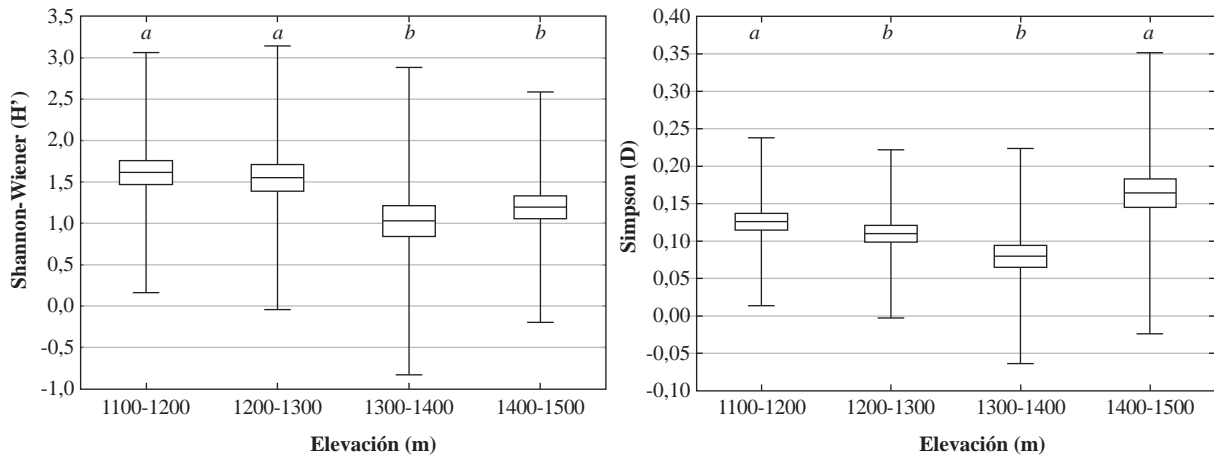 Shannon-Wiener (H')
3,5
3,0
2,5
2,0
1,5
1,0
0,5
0,0
-0,5
-1,0
a a b b
1100-1200 1200-1300 1300-1400 1400-1500
Elevación (m)
Simpson (D)
0,40
0,35
0,30
0,25
0,20
0,15
0,10
0,05
0,00
-0,05
-0,10
a b b a
1100-1200 1200-1300 1300-1400 1400-1500
Elevación (m)